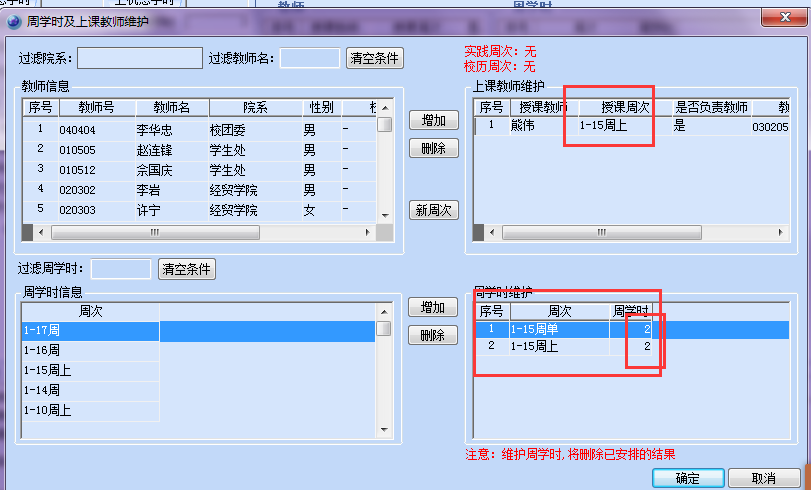 教师
周学时
周学时及上课教师维护
过滤院系: 过滤教师名: 清空条件
实践周次: 无
校历周次: 无
教师信息
序号 教师号 教师名 院系 性别
1 040404 李华忠 校团委 男 -
2 010505 赵连锋 学生处 男 -
3 010512 佘国庆 学生处 男 -
4 020302 李岩 经贸学院 男 -
5 020303 许宁 经贸学院 女 -
增加
删除
新周次
上课教师维护
序号 授课教师 授课周次 是否负责教师 教
1 熊伟 1-15周上 是 030205
过滤周学时: 清空条件
周学时信息
周次
1-17周
1-16周
1-15周上
1-14周
1-10周上
增加
删除
周学时维护
序号 周次 周学时
1 1-15周单 2
2 1-15周上 2
注意: 维护周学时,将删除已安排的结果
确定 取消